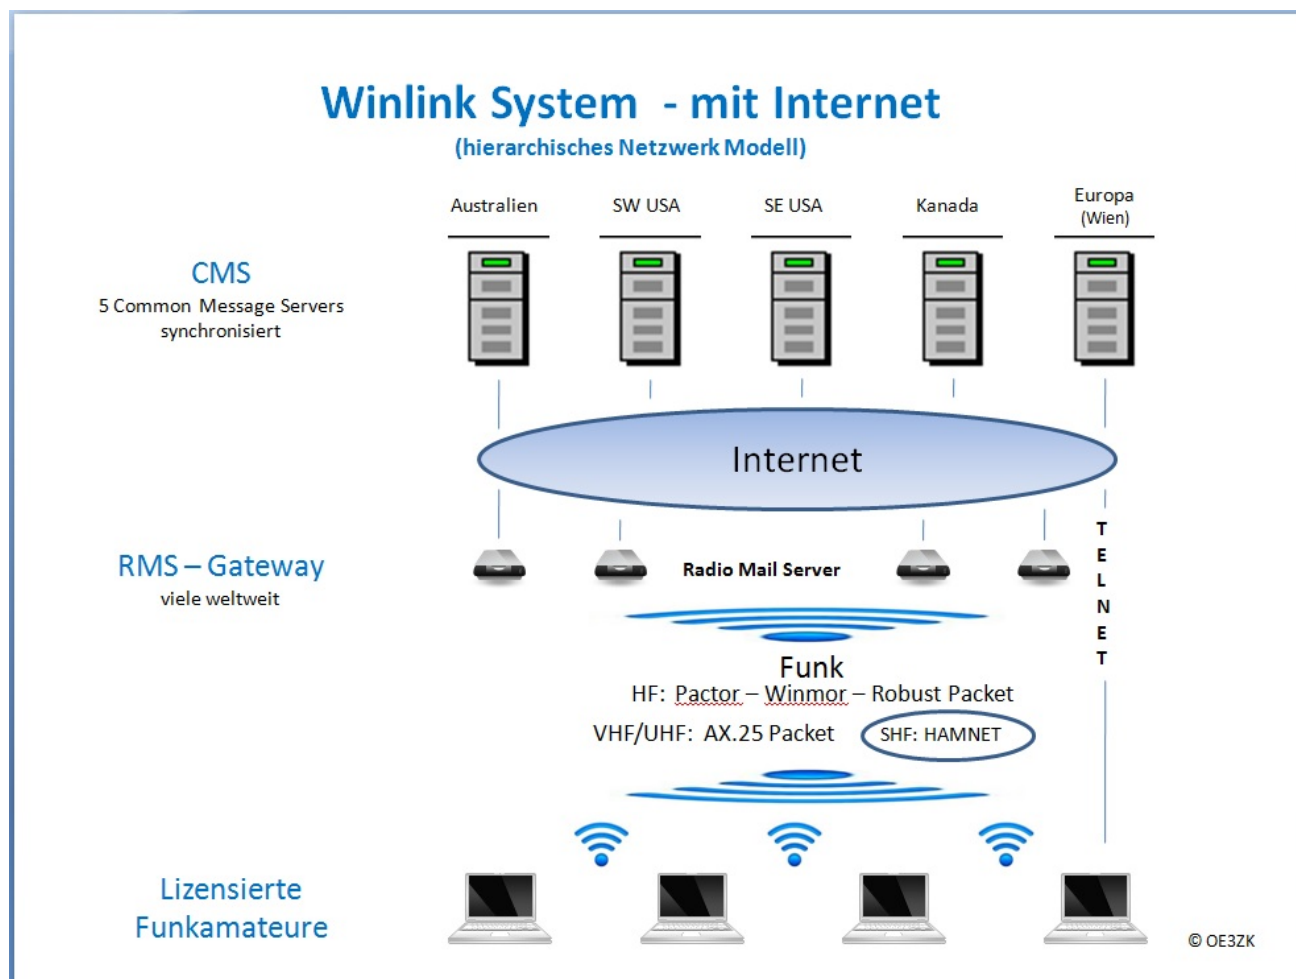 Winlink System - mit Internet
(hierarchisches Netzwerk Modell)
Australien
SW USA
SE USA
Kanada
Europa
(Wien)
CMS
5 Common Message Servers
synchronisiert
Internet
RMS – Gateway
viele weltweit
Radio Mail Server
TELNET
Funk
HF: Pactor – Winmor – Robust Packet
VHF/UHF: AX.25 Packet
SHF: HAMNET
Lizensierte
Funkamateure
© OE3ZK